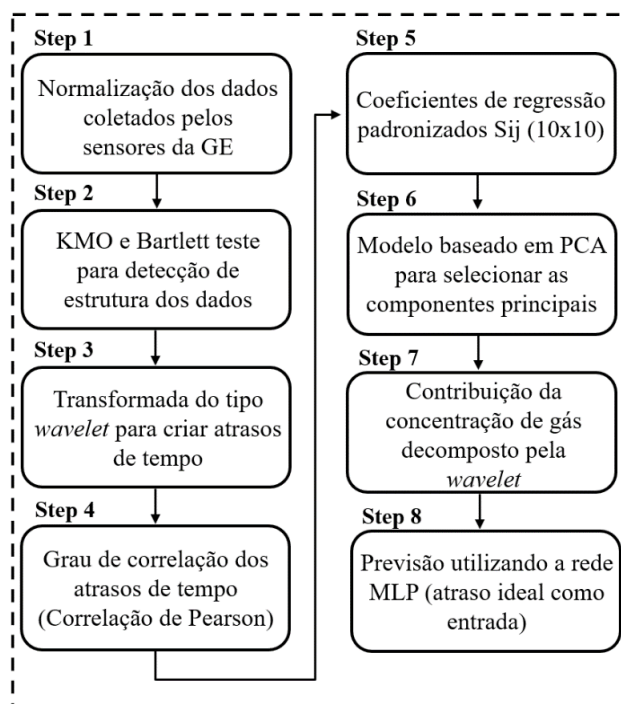 Step 1
Normalização dos dados
coletados pelos
sensores da GE
Step 2
KMO e Bartlett teste
para detecção de
estrutura dos dados
Step 3
Transformada do tipo
wavelet para criar atrasos
de tempo
Step 4
Grau de correlação dos
atrasos de tempo
(Correlação de Pearson)
Step 5
Coeficientes de regressão
padronizados Sij (10x10)
Step 6
Modelo baseado em PCA
para selecionar as
componentes principais
Step 7
Contribuição da
concentração de gás
decomposto pela
wavelet
Step 8
Previsão utilizando a rede
MLP (atraso ideal como
entrada)